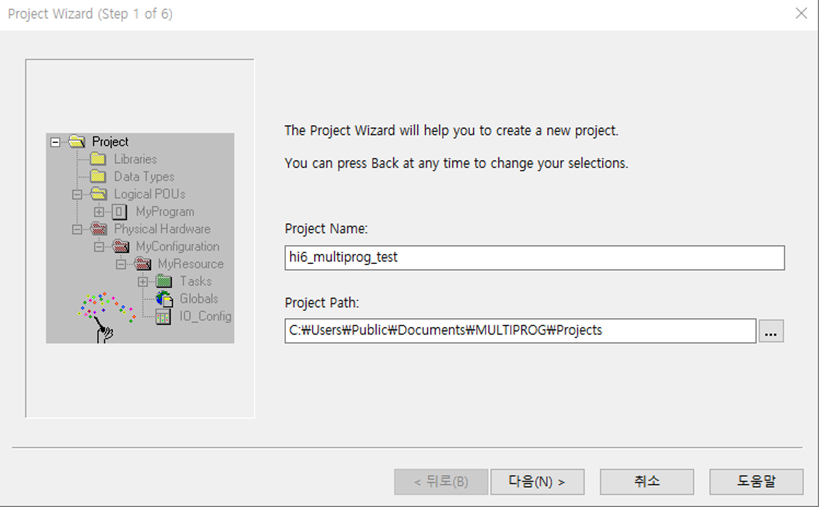 Project Wizard (Step 1 of 6)
Project
Libraries
Data Types
Logical POUs
MyProgram
Physical Hardware
MyConfiguration
MyResource
Tasks
Globals
IO_Config
The Project Wizard will help you to create a new project.
You can press Back at any time to change your selections.
Project Name:
hi6_multiprog_test
Project Path:
C:₩Users₩Public₩Documents₩MULTIPROG₩Projects
...
< 뒤로(B)
다음(N) >
취소
도움말